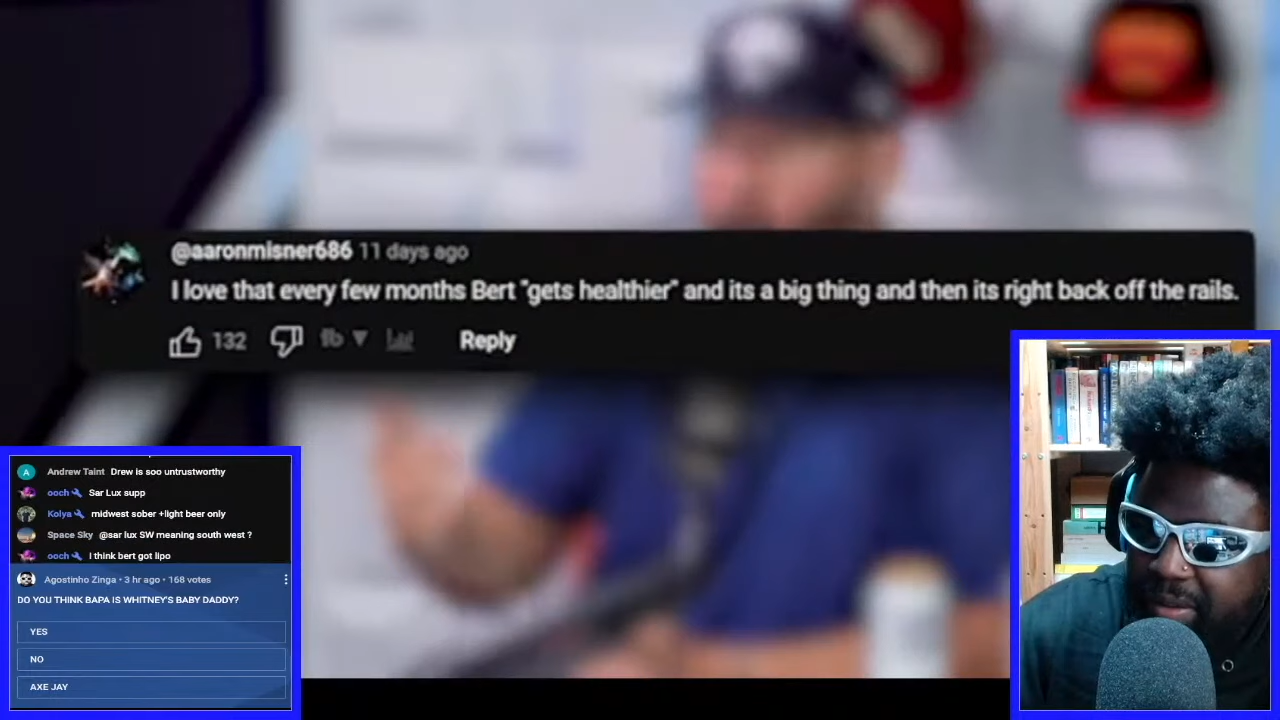 @aaronmisner686 11 days ago
I love that every few months Bert "gets healthier" and its a big thing and then its right back off the rails.
132
Reply
A Andrew Taint Drew is soo untrustworthy
ooch Sar Lux supp
Kolya midwest sober +light beer only
Space Sky @sar lux SW meaning south west ?
ooch I think bert got lipo
Agostinho Zinga • 3 hr ago • 168 votes
DO YOU THINK BAPA IS WHITNEY'S BABY DADDY?
YES
NO
AXE JAY